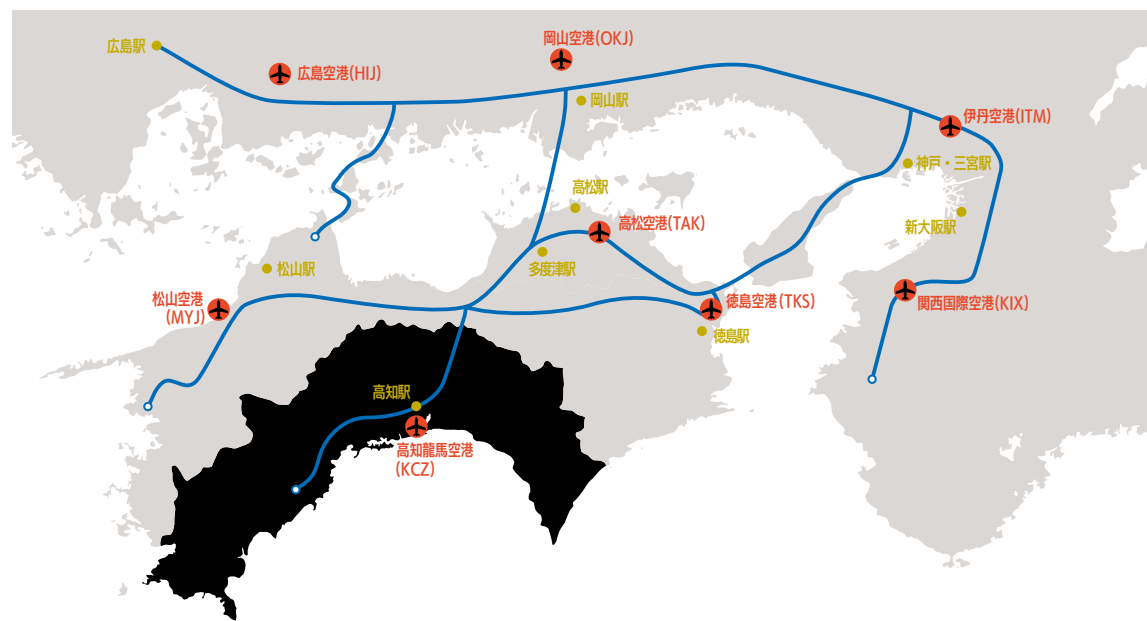 広島駅
広島空港(HIJ)
岡山空港(OKJ)
岡山駅
伊丹空港(ITM)
神戸・三宮駅
新大阪駅
高松駅
高松空港(TAK)
多度津駅
松山駅
松山空港
(MYJ)
徳島空港(TKS)
徳島駅
関西国際空港(KIX)
高知駅
高知龍馬空港
(KCZ)